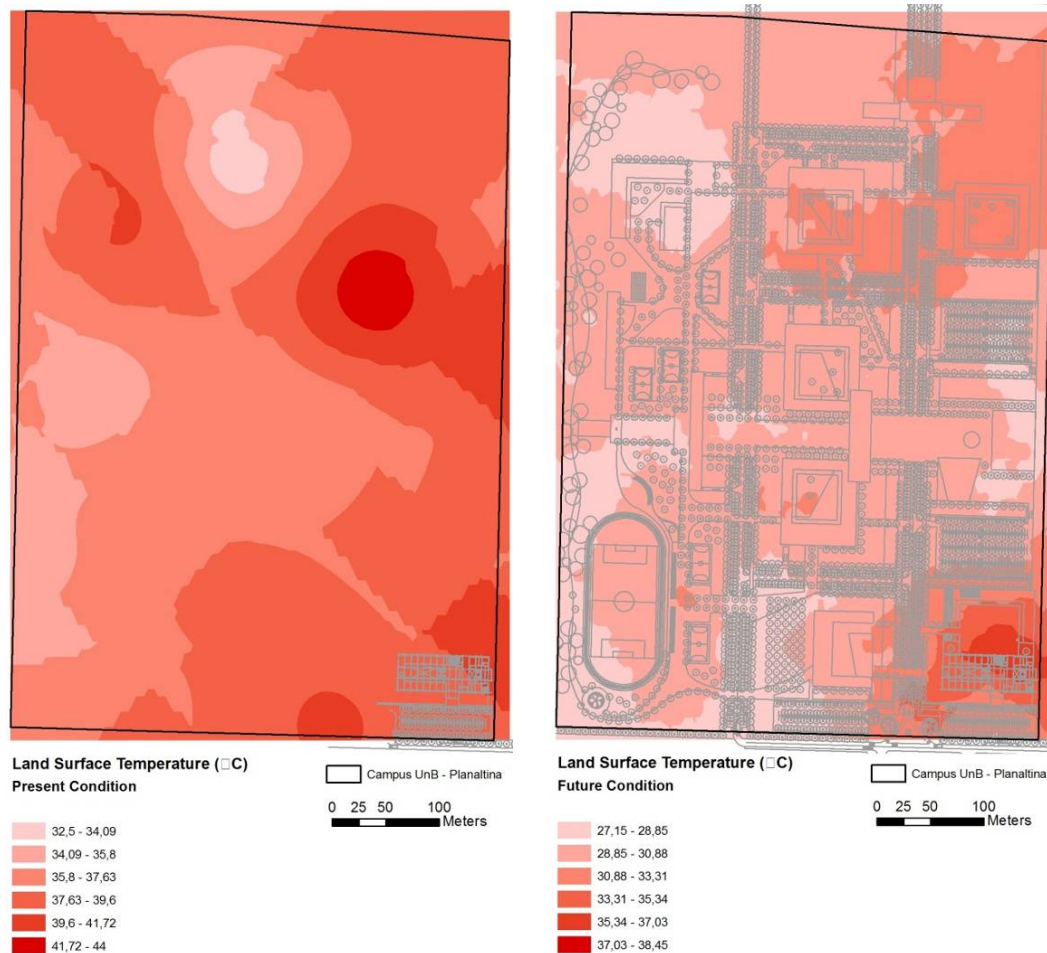 Land Surface Temperature (□C)
Present Condition
Campus UnB - Planaltina
0 25 50 100
Meters
32,5 - 34,09
34,09 - 35,8
35,8 - 37,63
37,63 - 39,6
39,6 - 41,72
41,72 - 44
Land Surface Temperature (□C)
Future Condition
Campus UnB - Planaltina
0 25 50 100
Meters
27,15 - 28,85
28,85 - 30,88
30,88 - 33,31
33,31 - 35,34
35,34 - 37,03
37,03 - 38,45